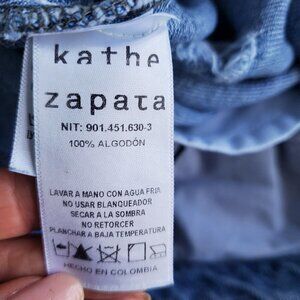 kathe
zapata
NIT: 901.451.630-3
100% ALGODÓN
LAVAR A MANO CON AGUA FRIA
NO USAR BLANQUEADOR
SECAR A LA SOMBRA
NO RETORCER
PLANCHAR A BAJA TEMPERATURA
HECHO EN COLOMBIA